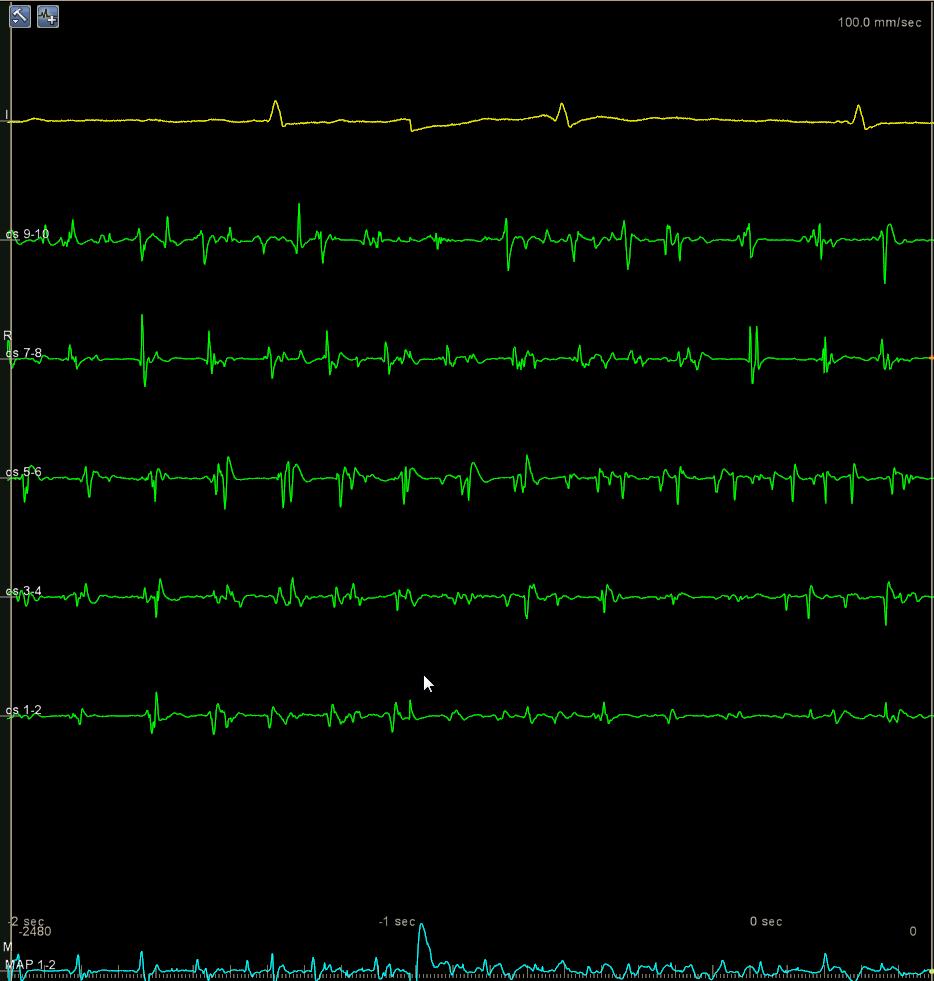 100.0 mm/sec
I
cs 9-10
R
cs 7-8
cs 5-6
cs 3-4
cs 1-2
-2 sec
-1 sec
0 sec
-2480
0
M
MAP 1-2